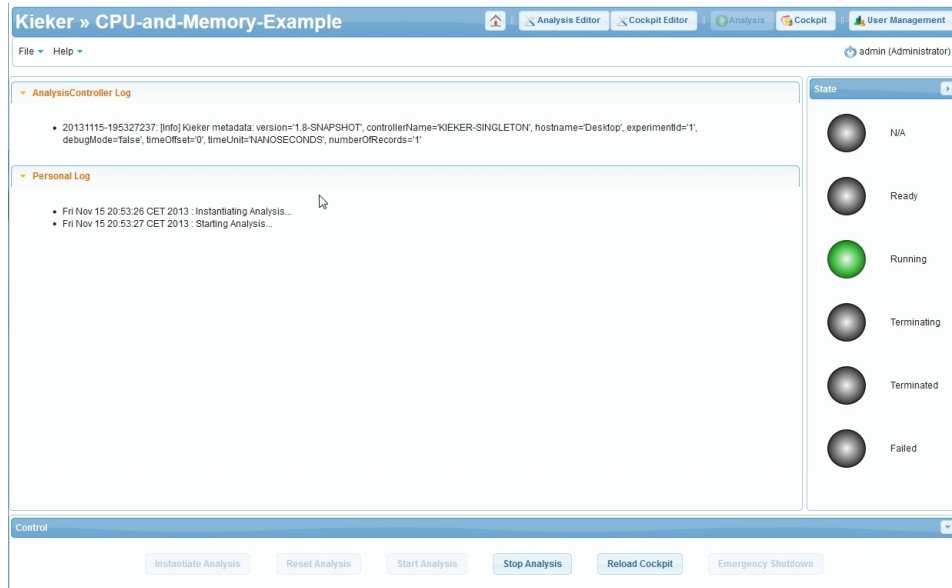 Kieker » CPU-and-Memory-Example
Analysis Editor
Cockpit Editor
Analysis
Cockpit
User Management
File Help
admin (Administrator)
AnalysisController Log
20131115-195327237: [Info] Kieker metadata: version='1.8-SNAPSHOT', controllerName='KIEKER-SINGLETON', hostname='Desktop', experimentId='1',
debugMode='false', timeOffset='0', timeUnit='NANOSECONDS', numberOfRecords='1'
Personal Log
Fri Nov 15 20:53:26 CET 2013 : Instantiating Analysis...
Fri Nov 15 20:53:27 CET 2013 : Starting Analysis...
State
N/A
Ready
Running
Terminating
Terminated
Failed
Control
Instantiate Analysis
Reset Analysis
Start Analysis
Stop Analysis
Reload Cockpit
Emergency Shutdown